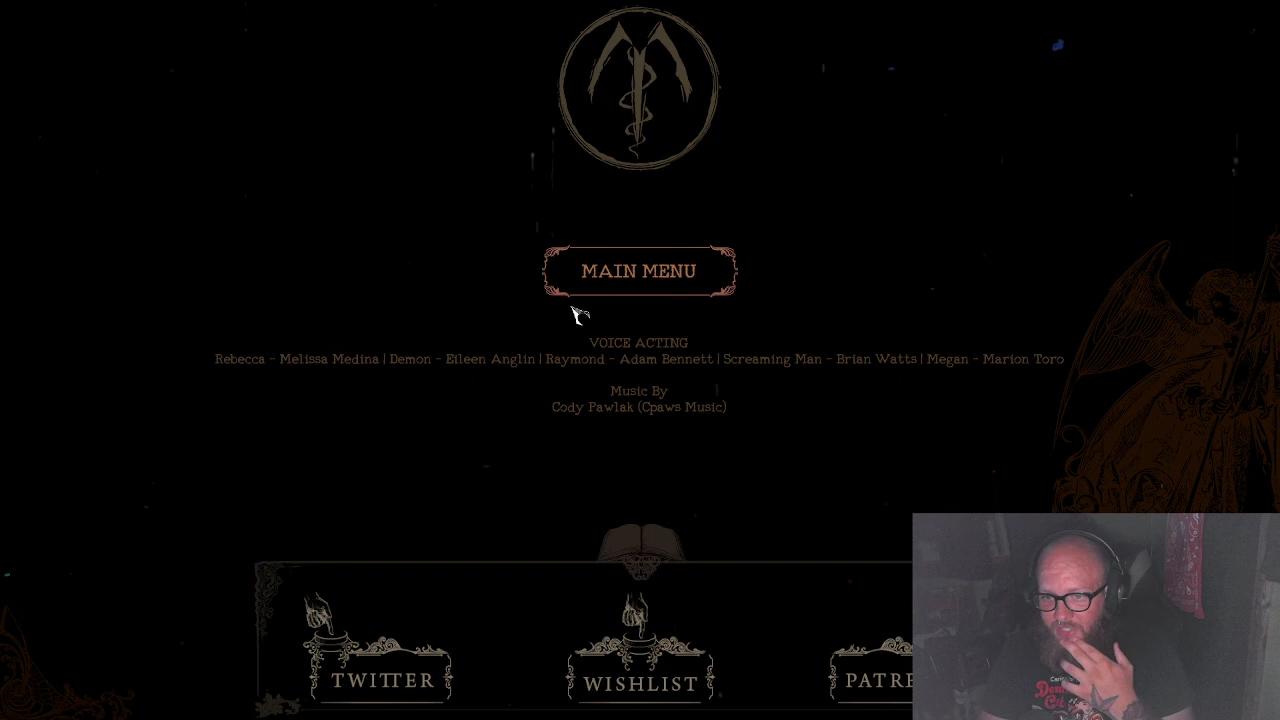 MAIN MENU
VOICE ACTING
Rebecca - Melissa Medina | Demon - Eileen Anglin | Raymond - Adam Bennett | Screaming Man - Brian Watts | Megan - Marion Toro
Music By
Cody Pawlak (Cpaws Music)
TWITTER
WISHLIST
PATRE